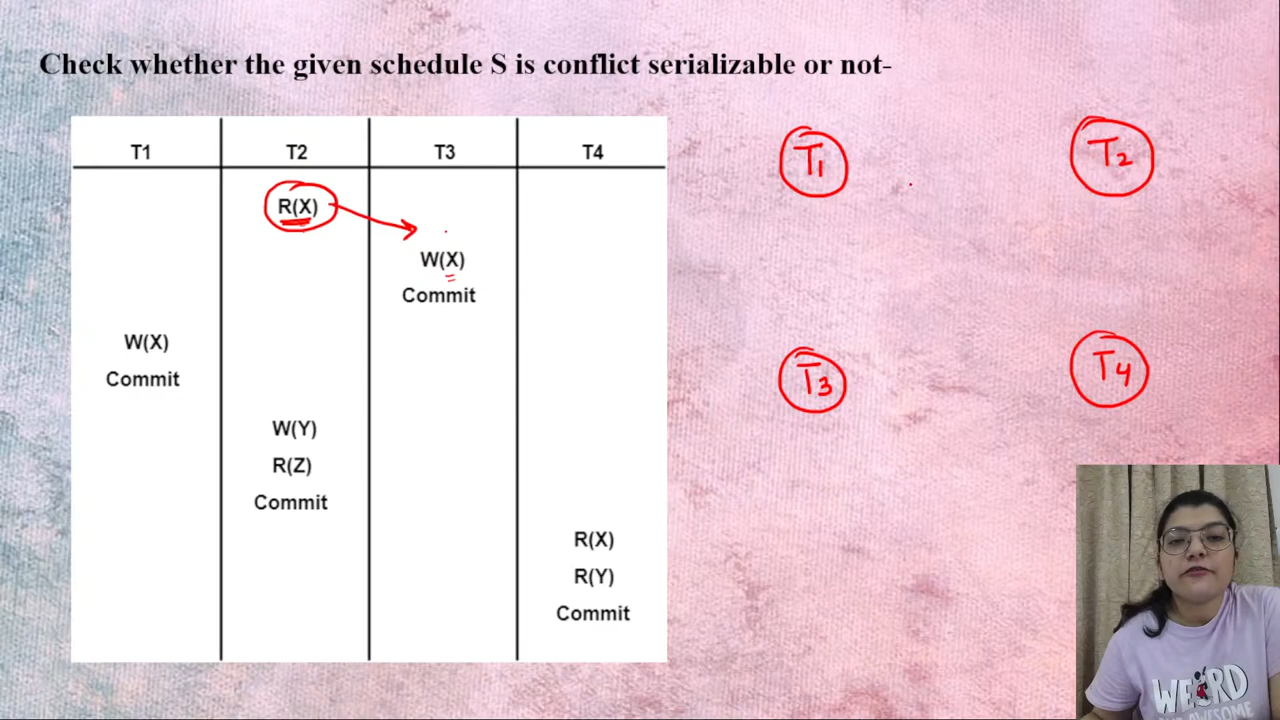 Check whether the given schedule S is conflict serializable or not-
T1 T2 T3 T4
R(X)
W(X)
Commit
W(X)
Commit
W(Y)
R(Z)
Commit
R(X)
R(Y)
Commit
T1 T2
T3 T4
WEIRD